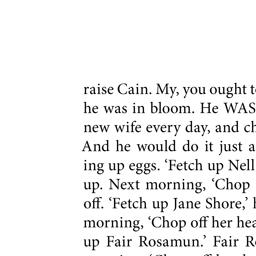 raise Cain. My, you ought t
he was in bloom. He WAS
new wife every day, and ch
And he would do it just a
ing up eggs. ‘Fetch up Nell
up. Next morning, ‘Chop
off. ‘Fetch up Jane Shore,’ h
morning, ‘Chop off her hea
up Fair Rosamun.’ Fair R